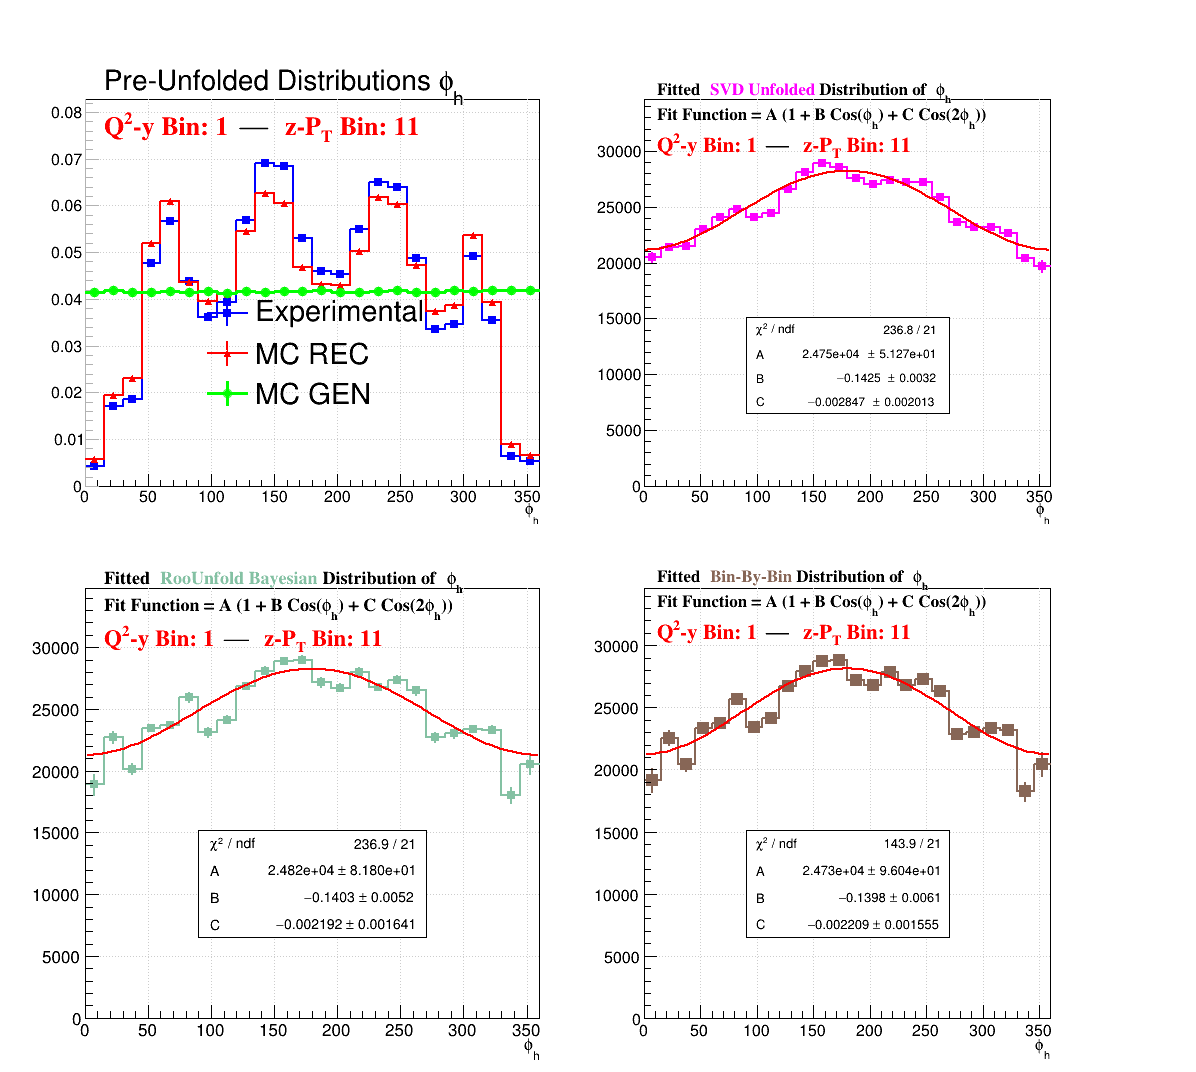 Pre-Unfolded Distributions ϕh
Q2-y Bin: 1 — z-PT Bin: 11
0.08
0.07
0.06
0.05
0.04
0.03
0.02
0.01
0
Experimental
MC REC
MC GEN
0 50 100 150 200 250 300 350
ϕh
Fitted SVD Unfolded Distribution of ϕh
Fit Function = A (1 + B Cos(ϕh) + C Cos(2ϕh))
Q2-y Bin: 1 — z-PT Bin: 11
30000
25000
20000
15000
10000
5000
0
χ2 / ndf 236.8 / 21
A 2.475e+04 ± 5.127e+01
B −0.1425 ± 0.0032
C −0.002847 ± 0.002013
0 50 100 150 200 250 300 350
ϕh
Fitted RooUnfold Bayesian Distribution of ϕh
Fit Function = A (1 + B Cos(ϕh) + C Cos(2ϕh))
Q2-y Bin: 1 — z-PT Bin: 11
30000
25000
20000
15000
10000
5000
0
χ2 / ndf 236.9 / 21
A 2.482e+04 ± 8.180e+01
B −0.1403 ± 0.0052
C −0.002192 ± 0.001641
0 50 100 150 200 250 300 350
ϕh
Fitted Bin-By-Bin Distribution of ϕh
Fit Function = A (1 + B Cos(ϕh) + C Cos(2ϕh))
Q2-y Bin: 1 — z-PT Bin: 11
30000
25000
20000
15000
10000
5000
0
χ2 / ndf 143.9 / 21
A 2.473e+04 ± 9.604e+01
B −0.1398 ± 0.0061
C −0.002209 ± 0.001555
0 50 100 150 200 250 300 350
ϕh